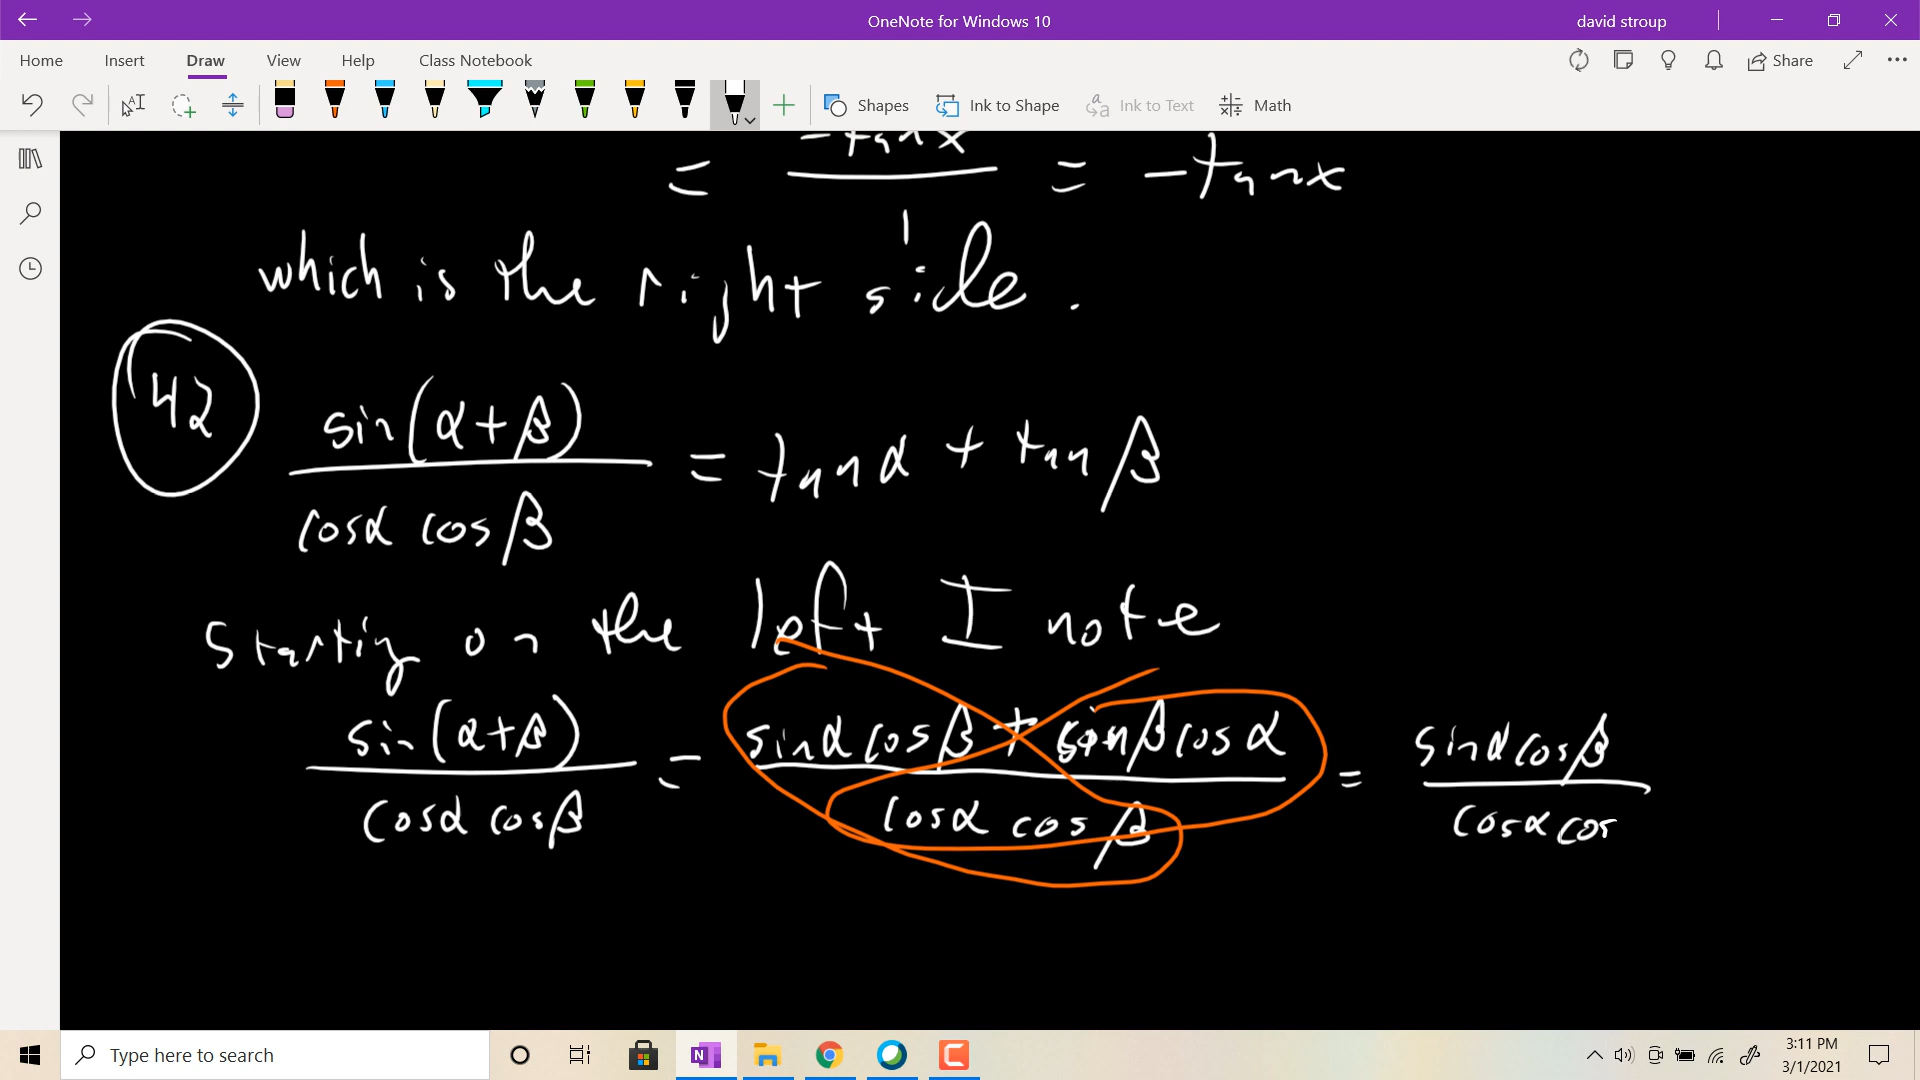 OneNote for Windows 10
david stroup
Home Insert Draw View Help Class Notebook Share
Shapes Ink to Shape Ink to Text Math
= -tanx / 1 = -tanx
which is the right side.
42 sin(α+β) / cosα cosβ = tanα + tanβ
Starting on the left I note
sin(α+β) / cosα cosβ = sinα cosβ + sinβ cosα / cosα cosβ = sinα cosβ / cosα cos
Type here to search
3:11 PM
3/1/2021